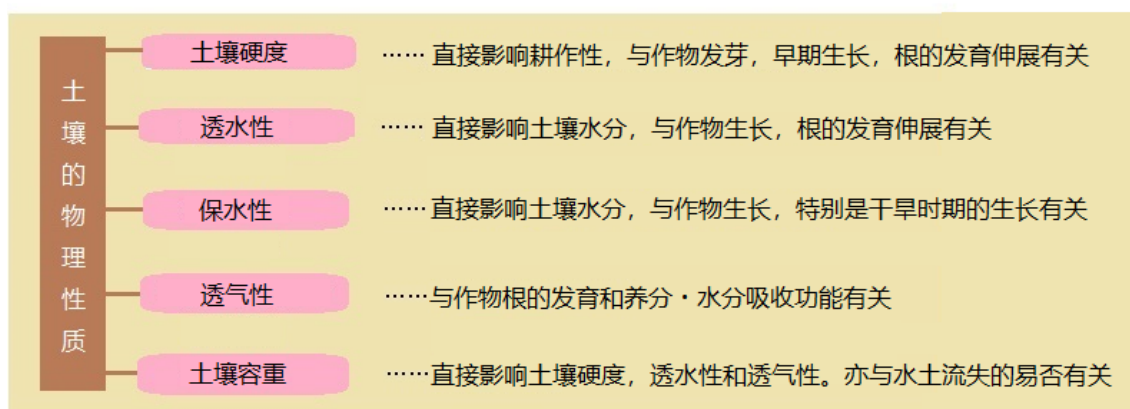 土壤的物理性质
土壤硬度 ……直接影响耕作性，与作物发芽，早期生长，根的发育伸展有关
透水性 ……直接影响土壤水分，与作物生长，根的发育伸展有关
保水性 ……直接影响土壤水分，与作物生长，特别是干旱时期的生长有关
透气性 ……与作物根的发育和养分·水分吸收功能有关
土壤容重 ……直接影响土壤硬度，透水性和透气性。亦与水土流失的易否有关